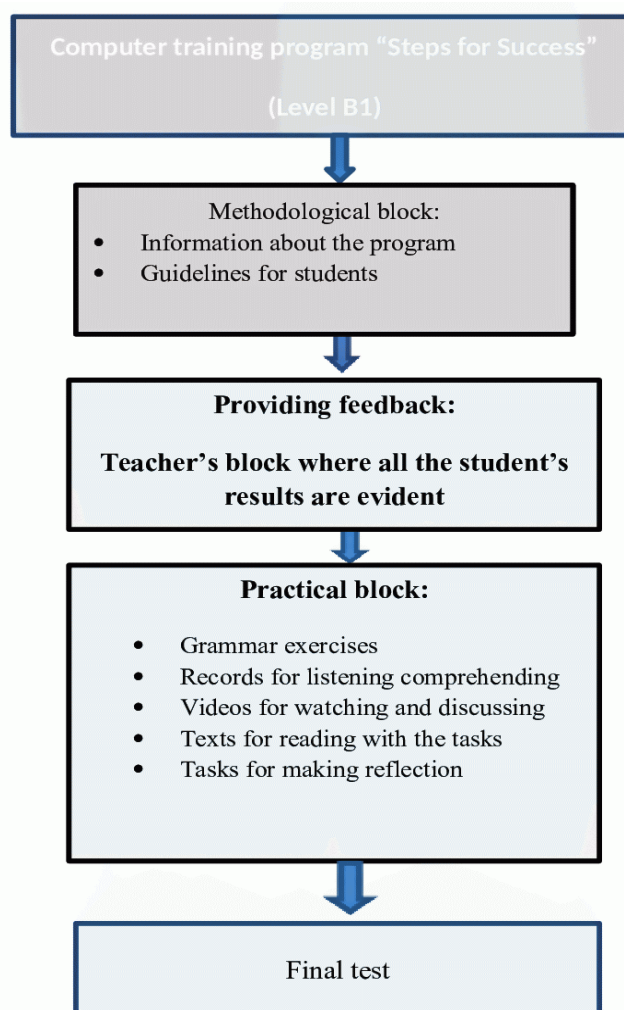 Computer training program “Steps for Success”
(Level B1)
Methodological block:
• Information about the program
• Guidelines for students
Providing feedback:
Teacher’s block where all the student’s
results are evident
Practical block:
• Grammar exercises
• Records for listening comprehending
• Videos for watching and discussing
• Texts for reading with the tasks
• Tasks for making reflection
Final test